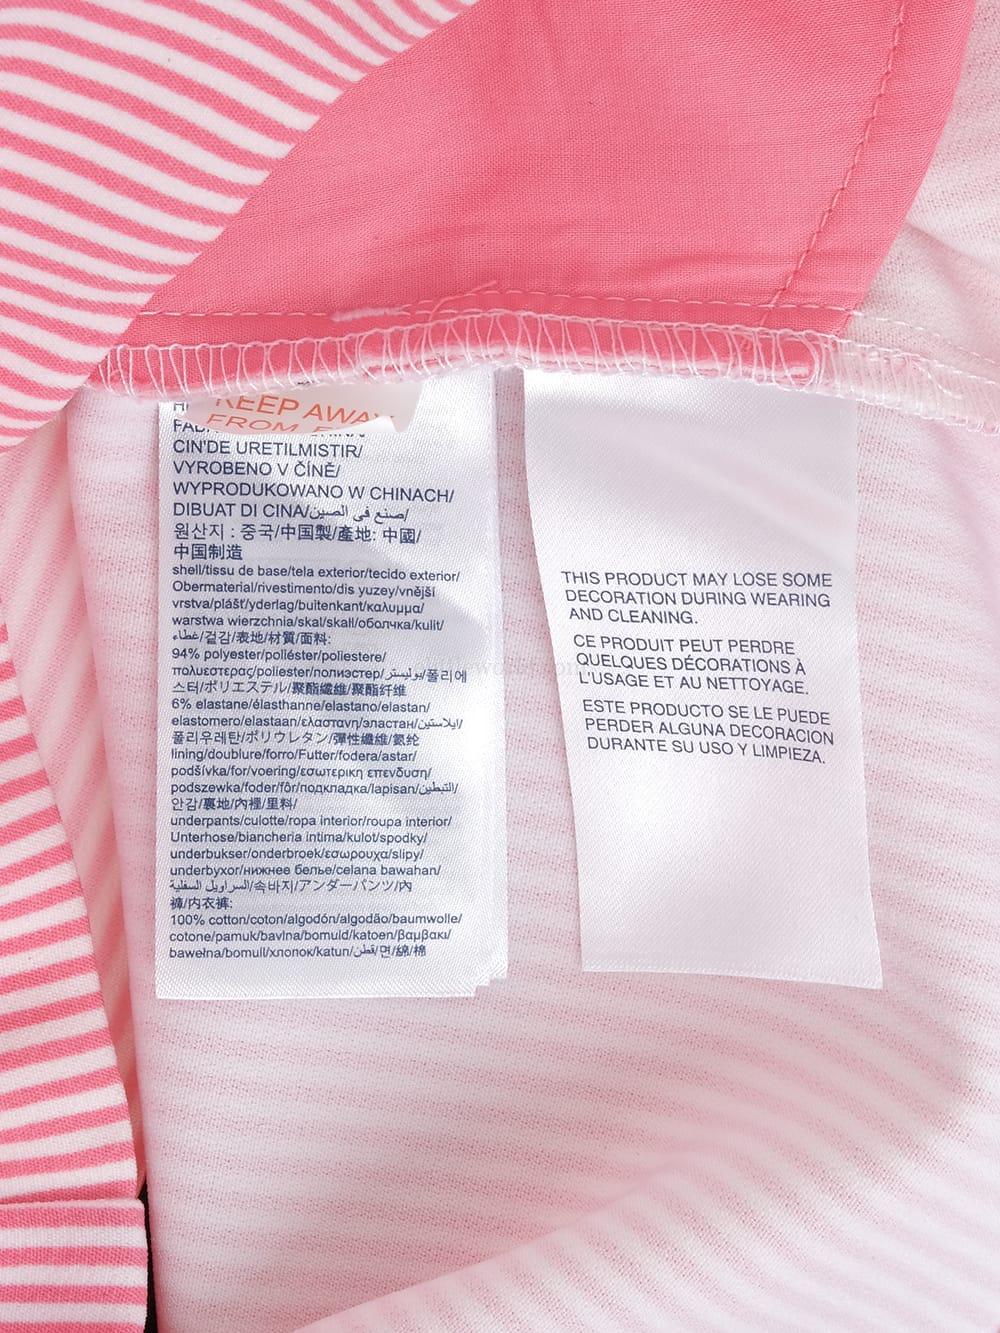 KEEP AWAY
FROM
CIN'DE URETILMISTIR/
VYROBENO V ČÍNĚ/
WYPRODUKOWANO W CHINACH/
DIBUAT DI CINA/صنع في الصين/
원산지 : 중국/中国製/產地: 中國/
中国制造
shell/tissu de base/tela exterior/tecido exterior/
Obermaterial/rivestimento/dis yuzey/vnější
vrstva/plášť/yderlag/buitenkant/καλυμμα/
warstwa wierzchnia/skal/skall/оболчка/kulit/
غطاء/겉감/表地/材質/面料:
94% polyester/poliéster/poliestere/
πολυεστερας/poliester/полиэстер/بوليستر/폴리에
스터/ポリエステル/聚酯纖維/聚酯纤维
6% elastane/élasthanne/elastano/elastan/
elastomero/elastaan/ελαστανη/эластан/ايلاستين/
폴리우레탄/ポリウレタン/彈性纖維/氨纶
lining/doublure/forro/Futter/fodera/astar/
podšívka/for/voering/εσωτερικη επενδυση/
podszewka/foder/fôr/подкладка/lapisan/التبطين/
안감/裏地/內裡/里料/
underpants/culotte/ropa interior/roupa interior/
Unterhose/biancheria intima/kulot/spodky/
underbukser/onderbroek/εσωρουχα/slipy/
underbyxor/нижнее белье/celana bawahan/
السراويل السفلية/속바지/アンダーパンツ/內
褲/内衣裤:
100% cotton/coton/algodón/algodão/baumwolle/
cotone/pamuk/bavlna/bomuld/katoen/βαμβακι/
bawełna/bomull/хлопок/katun/قطن/면/綿/棉
THIS PRODUCT MAY LOSE SOME
DECORATION DURING WEARING
AND CLEANING.
CE PRODUIT PEUT PERDRE
QUELQUES DÉCORATIONS À
L'USAGE ET AU NETTOYAGE.
ESTE PRODUCTO SE LE PUEDE
PERDER ALGUNA DECORACION
DURANTE SU USO Y LIMPIEZA.